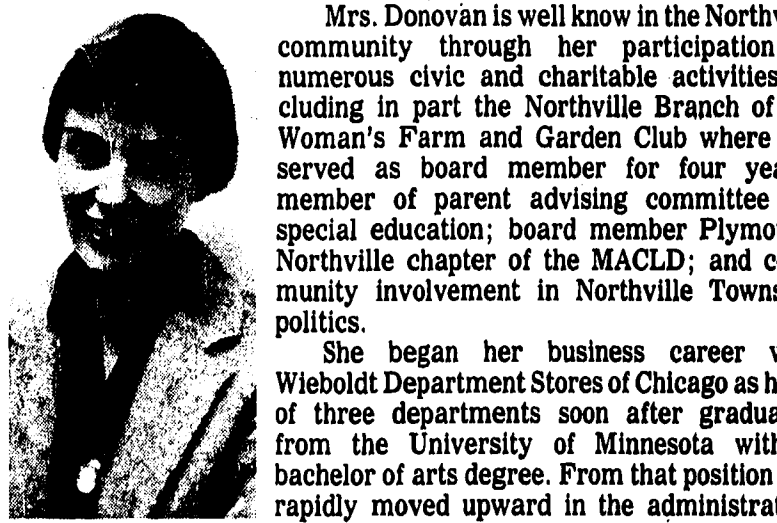 Mrs. Donovan is well know in the Northv
community through her participation
numerous civic and charitable activities
cluding in part the Northville Branch of
Woman's Farm and Garden Club where
served as board member for four yea
member of parent advising committee
special education; board member Plymou
Northville chapter of the MACLD; and c
munity involvement in Northville Towns
politics.
She began her business career v
Wieboldt Department Stores of Chicago as h
of three departments soon after gradua
from the University of Minnesota with
bachelor of arts degree. From that position
rapidly moved upward in the administrat